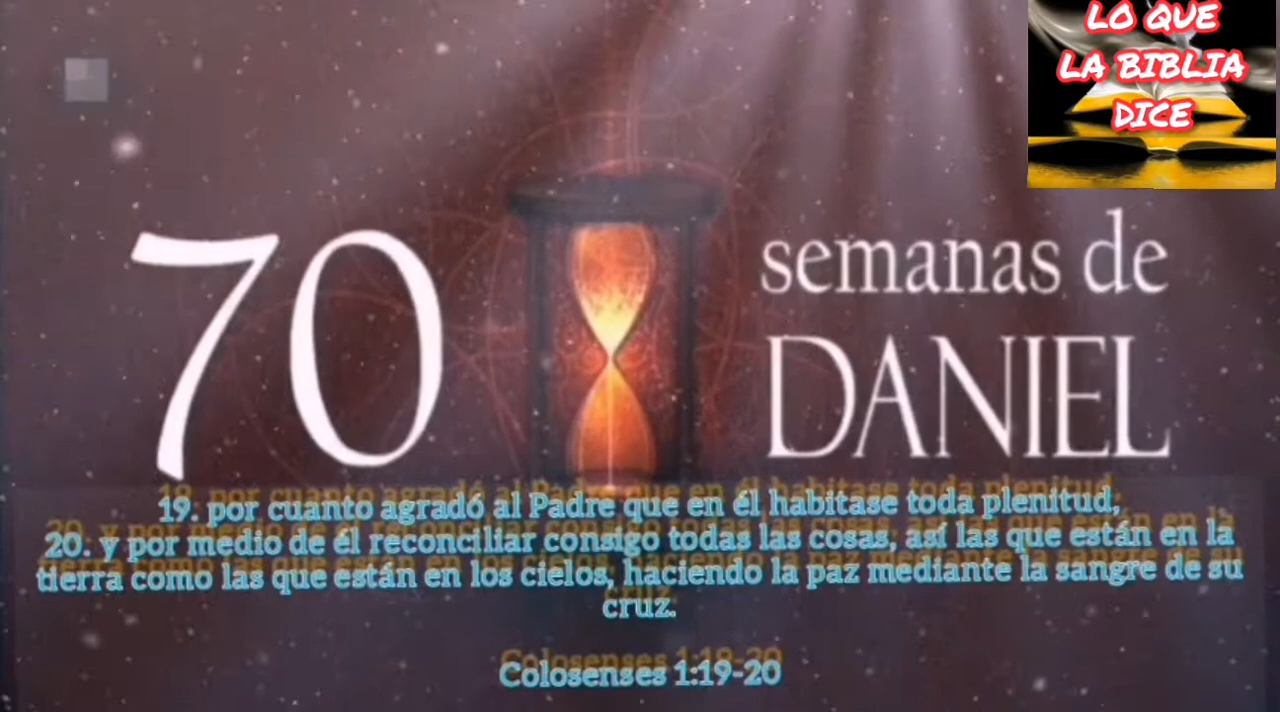 LO QUE
LA BIBLIA
DICE
70
semanas de
DANIEL
19. por cuanto agradó al Padre que en él habitase toda plenitud,
20. y por medio de él reconciliar consigo todas las cosas, así las que están en la
tierra como las que están en los cielos, haciendo la paz mediante la sangre de su
cruz.
Colosenses 1:19-20